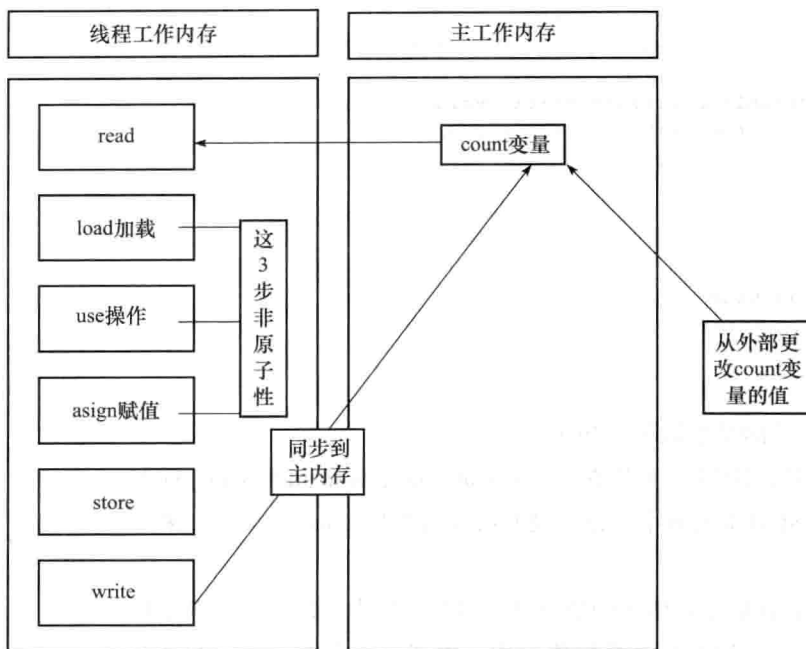 线程工作内存
主工作内存
read
count变量
load加载
这
3
步
非
原
子
性
use操作
从外部更
改count变
量的值
asign赋值
同步到
主内存
store
write